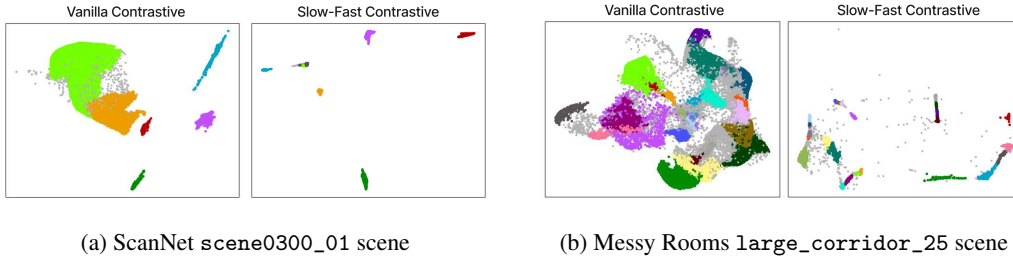 Vanilla Contrastive
Slow-Fast Contrastive
Vanilla Contrastive
Slow-Fast Contrastive
(a) ScanNet scene0300_01 scene
(b) Messy Rooms large_corridor_25 scene